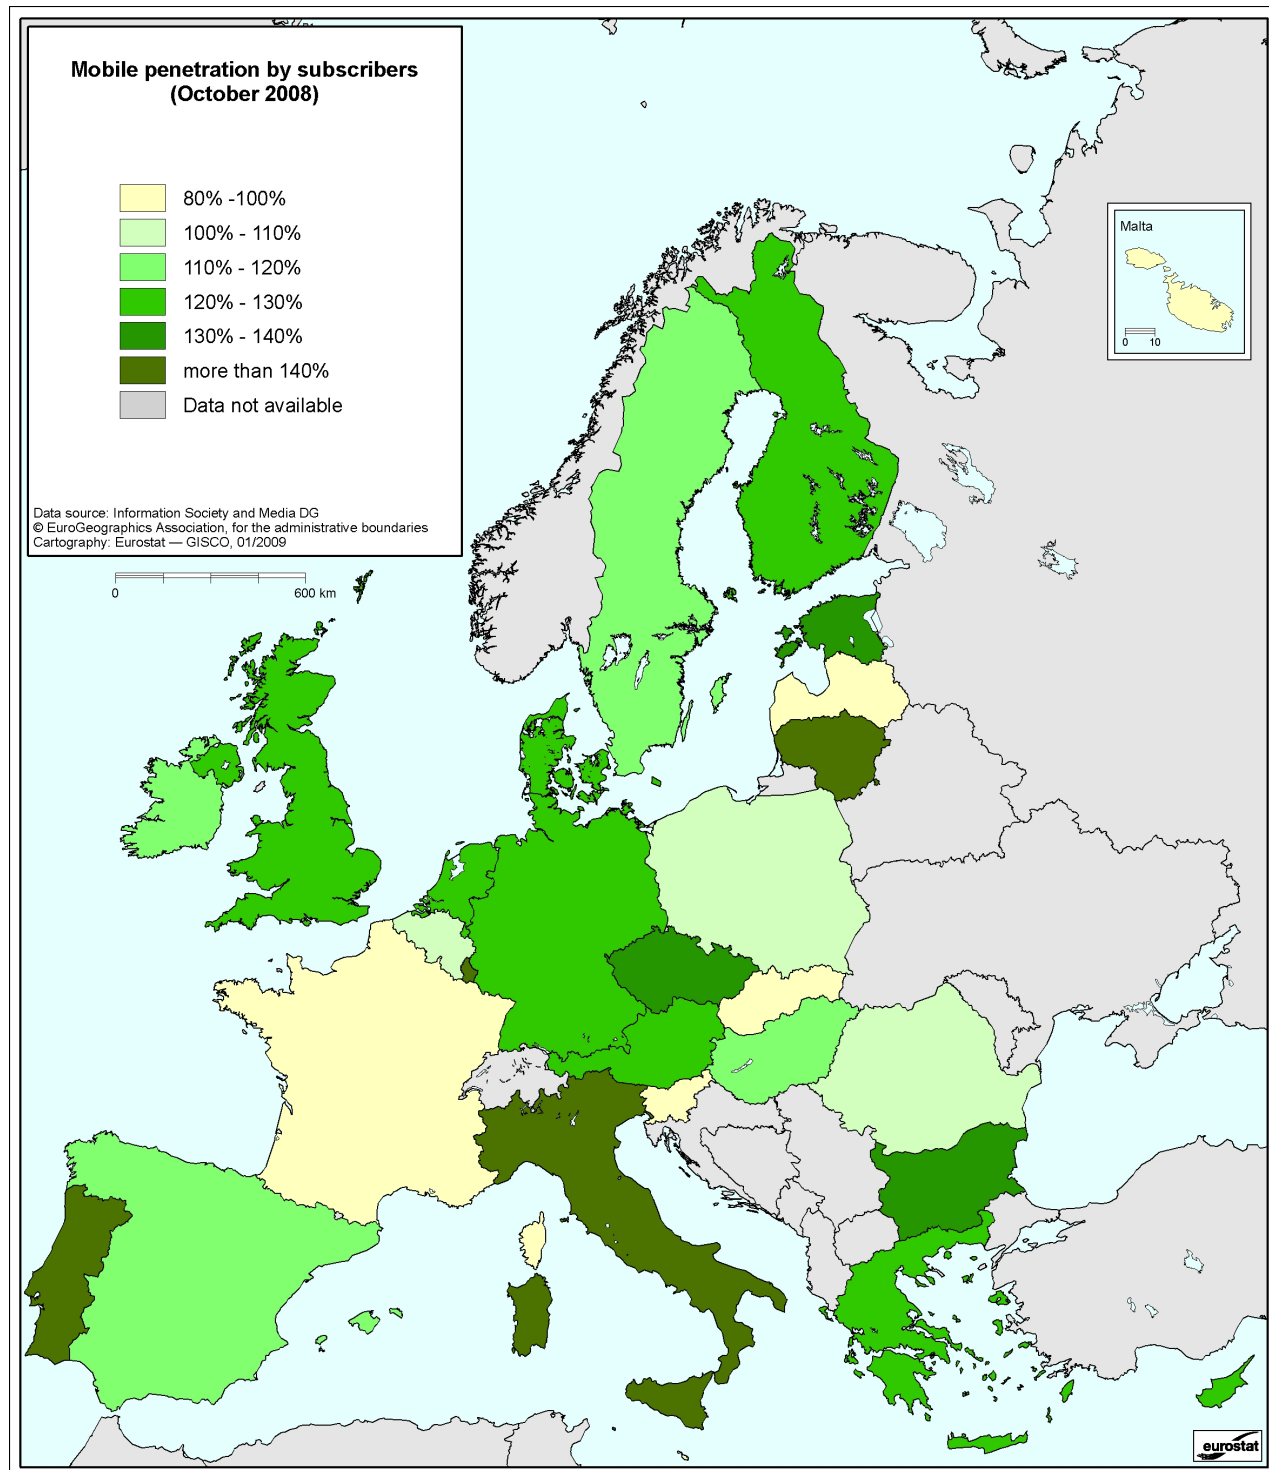 Mobile penetration by subscribers
(October 2008)
80% -100%
100% - 110%
110% - 120%
120% - 130%
130% - 140%
more than 140%
Data not available
Data source: Information Society and Media DG
© EuroGeographics Association, for the administrative boundaries
Cartography: Eurostat — GISCO, 01/2009
0 600 km
Malta
0 10
eurostat